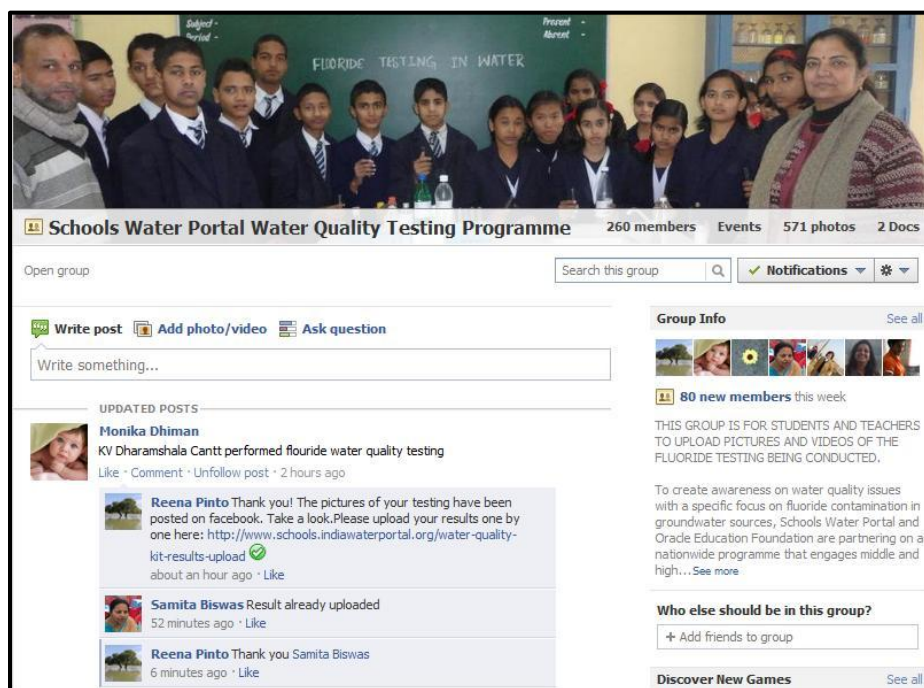 Subject -
Period -
Present -
Absent -
FLUORIDE TESTING IN WATER
Schools Water Portal Water Quality Testing Programme
260 members Events 571 photos 2 Docs
Open group
Search this group
Notifications
Write post Add photo/video Ask question
Write something...
UPDATED POSTS
Monika Dhiman
KV Dharamshala Cantt performed flouride water quality testing
Like · Comment · Unfollow post · 2 hours ago
Reena Pinto Thank you! The pictures of your testing have been
posted on facebook. Take a look.Please upload your results one by
one here: http://www.schools.indiawaterportal.org/water-quality-
kit-results-upload
about an hour ago · Like
Samita Biswas Result already uploaded
52 minutes ago · Like
Reena Pinto Thank you Samita Biswas
6 minutes ago · Like
Group Info See all
80 new members this week
THIS GROUP IS FOR STUDENTS AND TEACHERS
TO UPLOAD PICTURES AND VIDEOS OF THE
FLUORIDE TESTING BEING CONDUCTED.
To create awareness on water quality issues
with a specific focus on fluoride contamination in
groundwater sources, Schools Water Portal and
Oracle Education Foundation are partnering on a
nationwide programme that engages middle and
high...See more
Who else should be in this group?
+ Add friends to group
Discover New Games See all